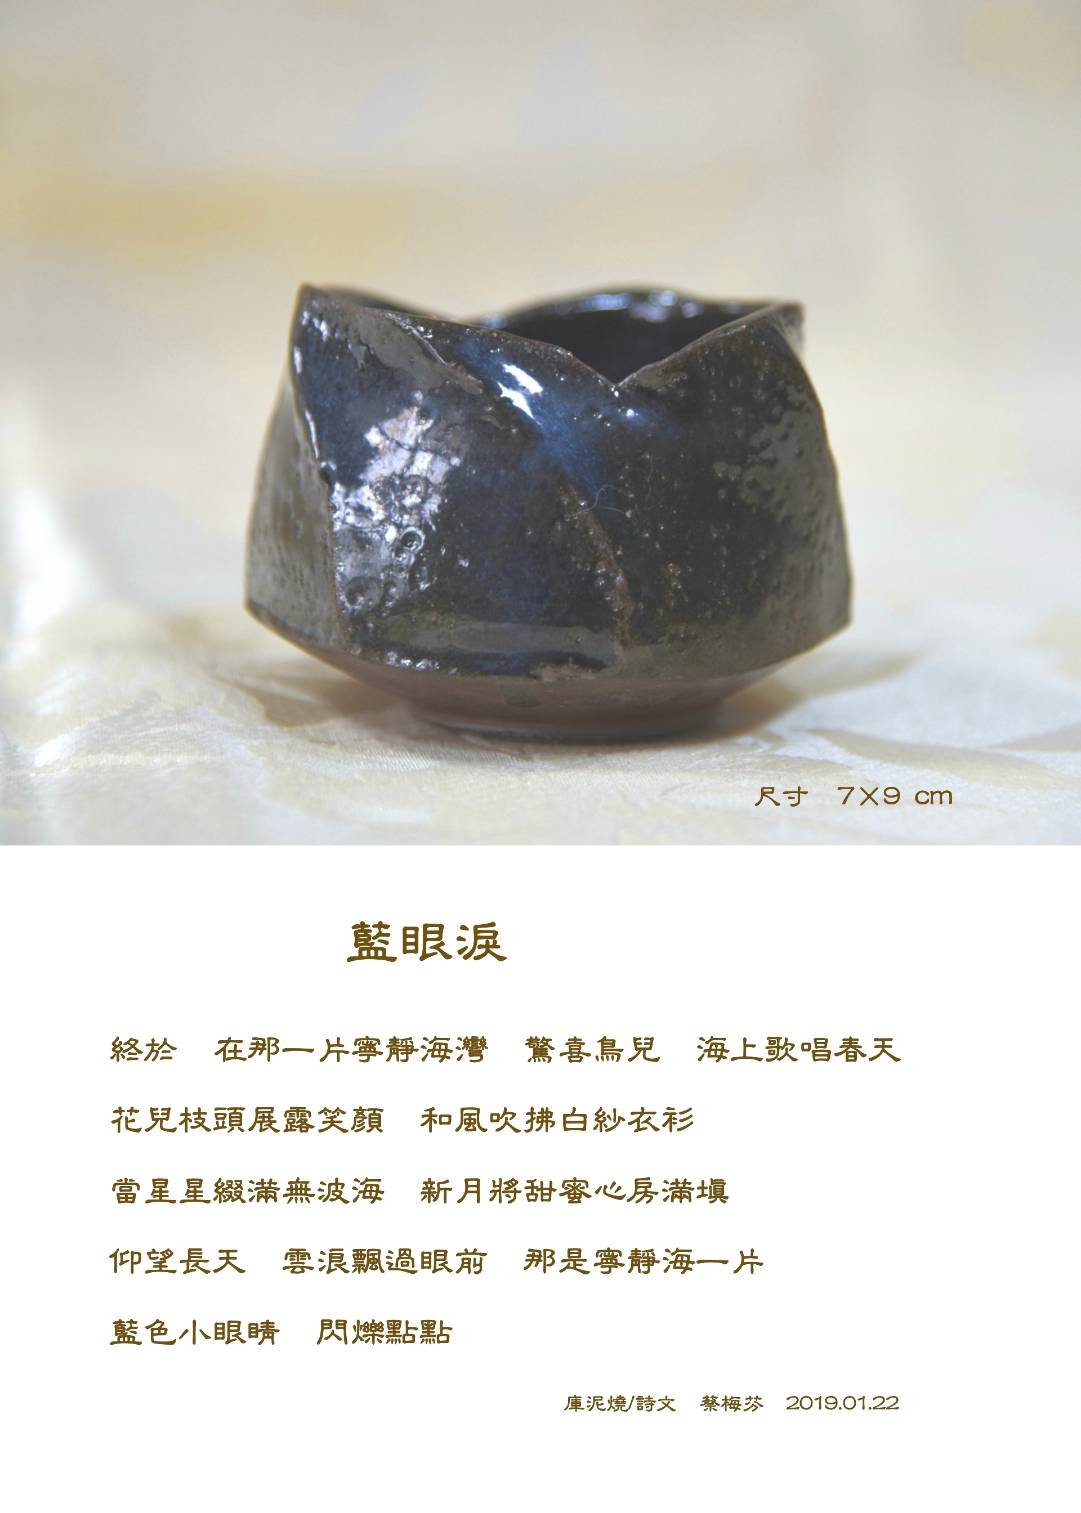 尺寸　7×9 cm
藍眼淚
終於　在那一片寧靜海灣　驚喜鳥兒　海上歌唱春天
花兒枝頭展露笑顏　和風吹拂白紗衣衫
當星星綴滿無波海　新月將甜蜜心房滿塡
仰望長天　雲浪飄過眼前　那是寧靜海一片
藍色小眼睛　閃爍點點
庫泥燒/詩文　蔡梅芬　2019.01.22